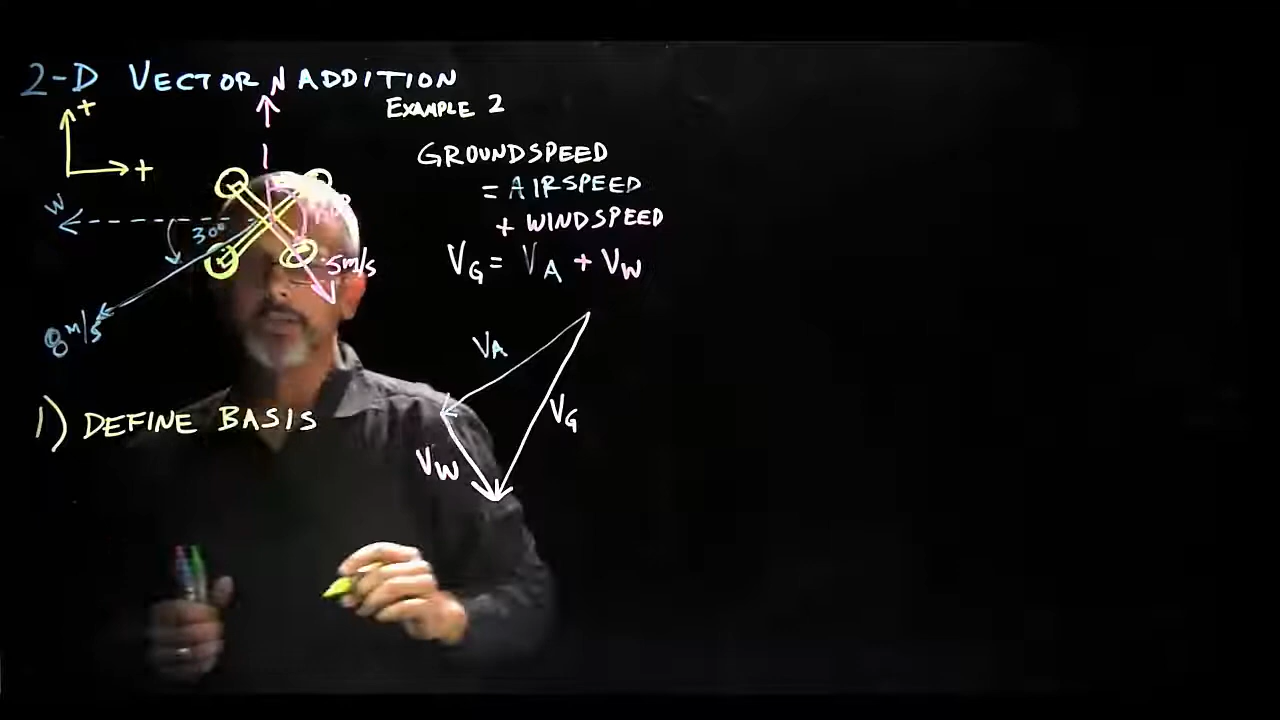 2-D VECTOR ADDITION
N
EXAMPLE 2
+
+
GROUNDSPEED
= AIRSPEED
+ WINDSPEED
W
30°
5m/s
VG = VA + VW
8m/s
VA
VG
1) DEFINE BASIS
VW